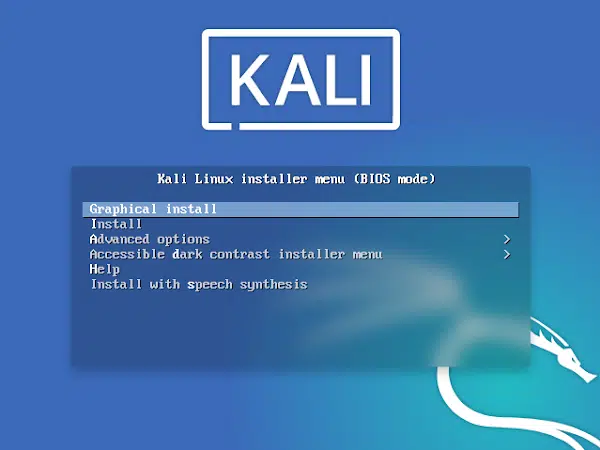 KALI
Kali Linux installer menu (BIOS mode)
Graphical install
Install
Advanced options >
Accessible dark contrast installer menu >
Help
Install with speech synthesis